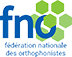 fno
fédération nationale
des orthophonistes